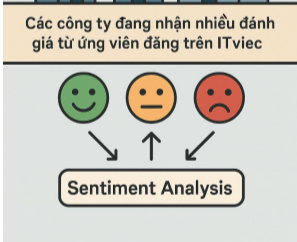 Các công ty đang nhận nhiều đánh
giá từ ứng viên đăng trên ITviec
Sentiment Analysis